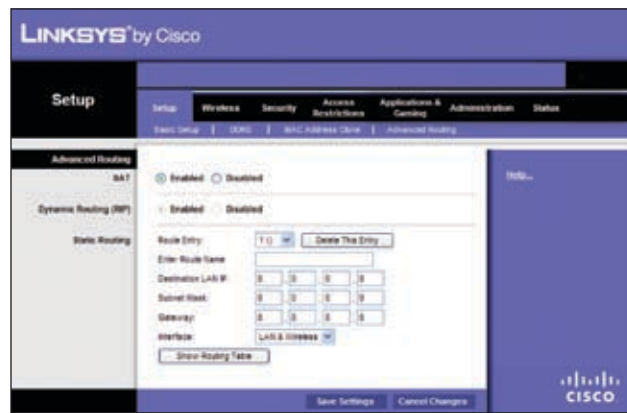 LINKSYS® by Cisco
Setup
Setup Wireless Security Access Restrictions Applications & Gaming Administration Status
Basic Setup | DDNS | MAC Address Clone | Advanced Routing
Advanced Routing
NAT Enabled Disabled
Help...
Dynamic Routing (RIP) Enabled Disabled
Static Routing Route Entry: 1 () Delete This Entry
Enter Route Name:
Destination LAN IP: 0 . 0 . 0 . 0
Subnet Mask: 0 . 0 . 0 . 0
Gateway: 0 . 0 . 0 . 0
Interface: LAN & Wireless
Show Routing Table
Save Settings Cancel Changes
CISCO